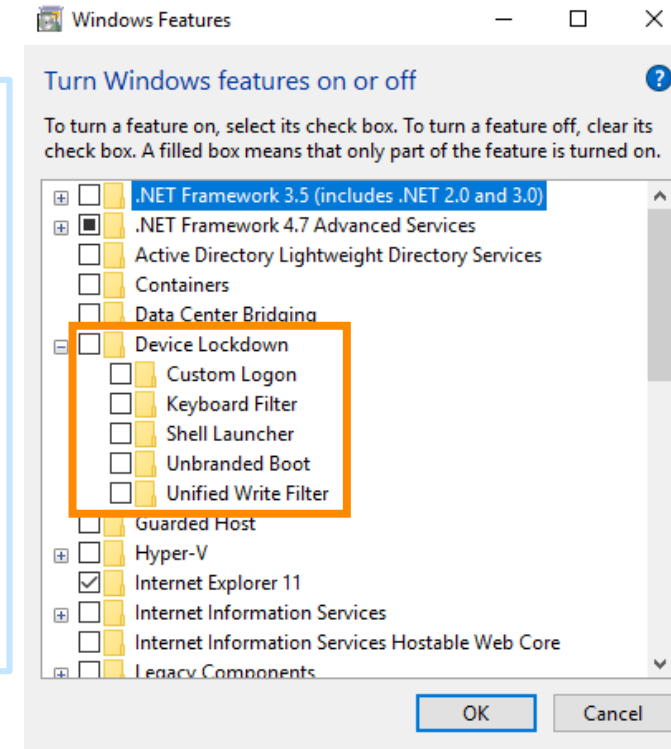 Windows Features
Turn Windows features on or off
?
To turn a feature on, select its check box. To turn a feature off, clear its
check box. A filled box means that only part of the feature is turned on.
.NET Framework 3.5 (includes .NET 2.0 and 3.0)
.NET Framework 4.7 Advanced Services
Active Directory Lightweight Directory Services
Containers
Data Center Bridging
Device Lockdown
Custom Logon
Keyboard Filter
Shell Launcher
Unbranded Boot
Unified Write Filter
Guarded Host
Hyper-V
Internet Explorer 11
Internet Information Services
Internet Information Services Hostable Web Core
Legacy Components
OK
Cancel